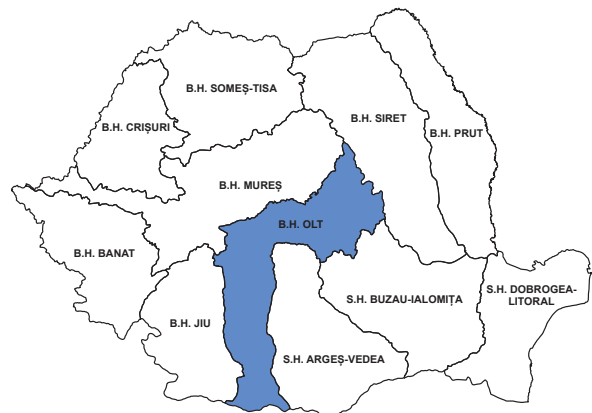 B.H. SOMEȘ-TISA
B.H. CRIȘURI
B.H. SIRET
B.H. PRUT
B.H. MUREȘ
B.H. OLT
B.H. BANAT
S.H. DOBROGEA-
LITORAL
S.H. BUZAU-IALOMIȚA
B.H. JIU
S.H. ARGEȘ-VEDEA